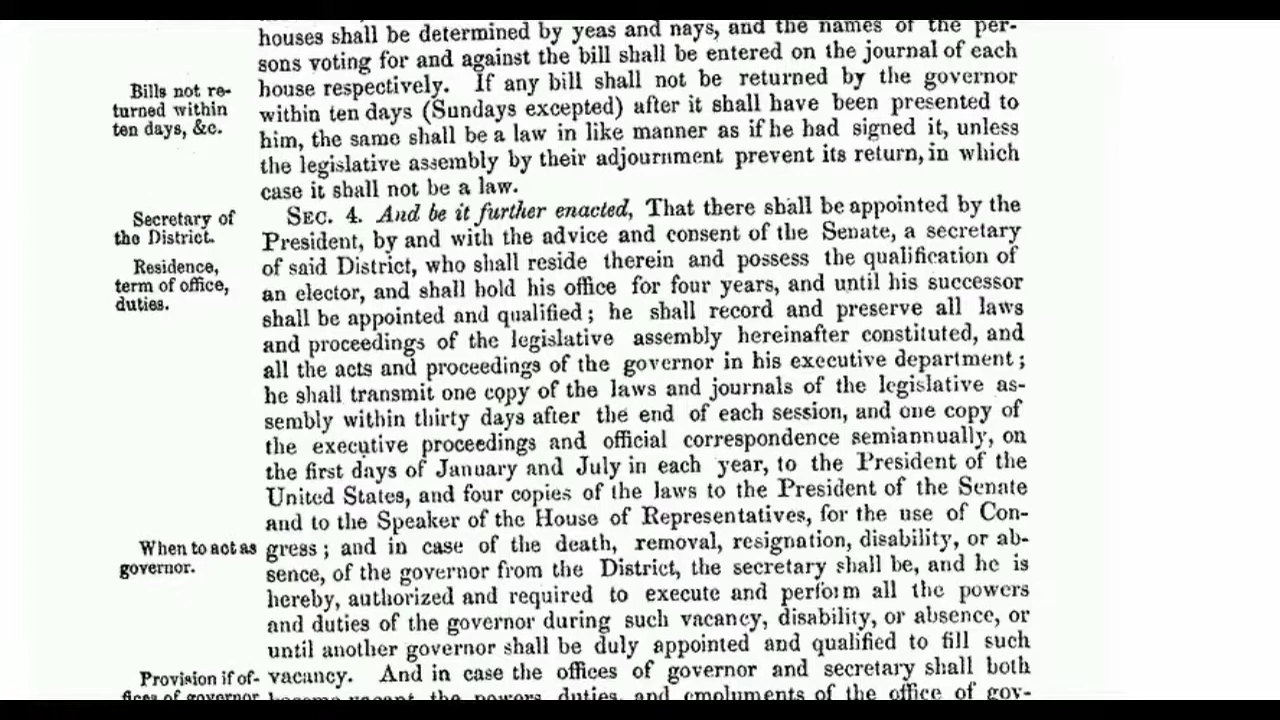 houses shall be determined by yeas and nays, and the names of the per-
sons voting for and against the bill shall be entered on the journal of each
house respectively. If any bill shall not be returned by the governor
within ten days (Sundays excepted) after it shall have been presented to
him, the same shall be a law in like manner as if he had signed it, unless
the legislative assembly by their adjournment prevent its return, in which
case it shall not be a law.
Bills not re-
turned within
ten days, &c.
SEC. 4. And be it further enacted, That there shall be appointed by the
President, by and with the advice and consent of the Senate, a secretary
of said District, who shall reside therein and possess the qualification of
an elector, and shall hold his office for four years, and until his successor
shall be appointed and qualified; he shall record and preserve all laws
and proceedings of the legislative assembly hereinafter constituted, and
all the acts and proceedings of the governor in his executive department;
he shall transmit one copy of the laws and journals of the legislative as-
sembly within thirty days after the end of each session, and one copy of
the executive proceedings and official correspondence semiannually, on
the first days of January and July in each year, to the President of the
United States, and four copies of the laws to the President of the Senate
and to the Speaker of the House of Representatives, for the use of Con-
gress; and in case of the death, removal, resignation, disability, or ab-
sence, of the governor from the District, the secretary shall be, and he is
hereby, authorized and required to execute and perform all the powers
and duties of the governor during such vacancy, disability, or absence, or
until another governor shall be duly appointed and qualified to fill such
vacancy. And in case the offices of governor and secretary shall both
become vacant, the powers, duties, and emoluments of the office of gov-
Secretary of
the District.
Residence,
term of office,
duties.
When to act as
governor.
Provision if of-
fices of governor